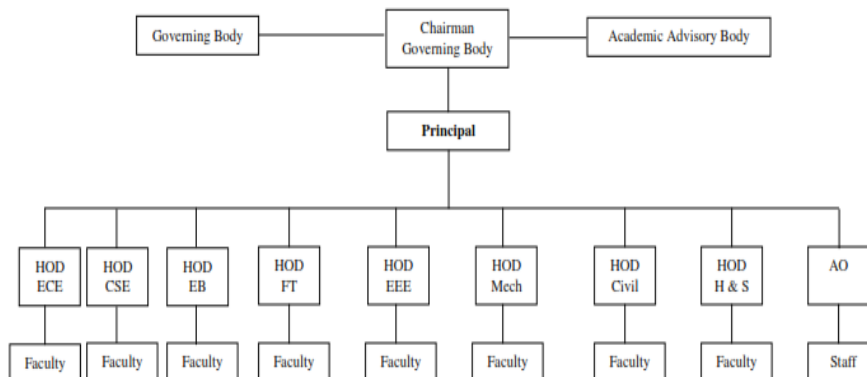 Governing Body
Chairman
Governing Body
Academic Advisory Body
Principal
HOD
ECE
HOD
CSE
HOD
EB
HOD
FT
HOD
EEE
HOD
Mech
HOD
Civil
HOD
H & S
AO
Faculty
Faculty
Faculty
Faculty
Faculty
Faculty
Faculty
Faculty
Staff